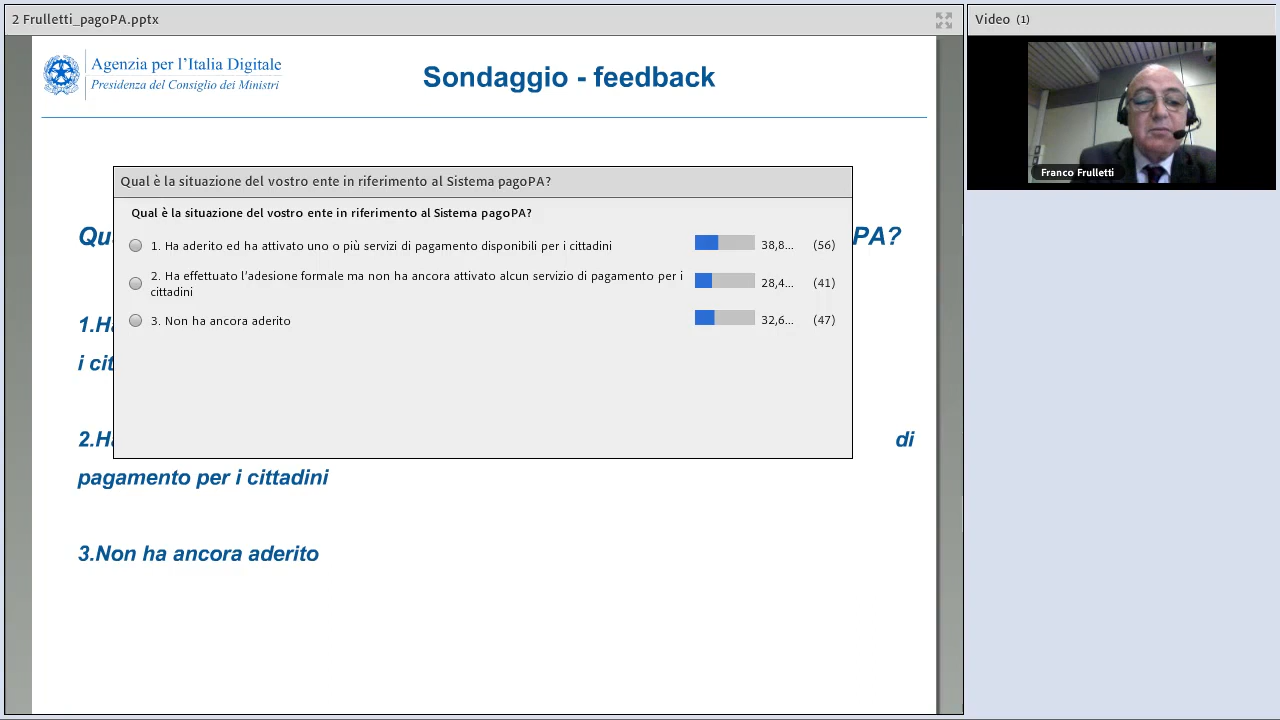 2 Frulletti_pagoPA.pptx
Video (1)
Agenzia per l'Italia Digitale
Presidenza del Consiglio dei Ministri
Sondaggio - feedback
Franco Frulletti
Qual è la situazione del vostro ente in riferimento al Sistema pagoPA?
Qual è la situazione del vostro ente in riferimento al Sistema pagoPA?
1. Ha aderito ed ha attivato uno o più servizi di pagamento disponibili per i cittadini 38,8... (56)
2. Ha effettuato l'adesione formale ma non ha ancora attivato alcun servizio di pagamento per i
cittadini 28,4... (41)
3. Non ha ancora aderito 32,6... (47)
PA?
i
2.
di
pagamento per i cittadini
3.Non ha ancora aderito